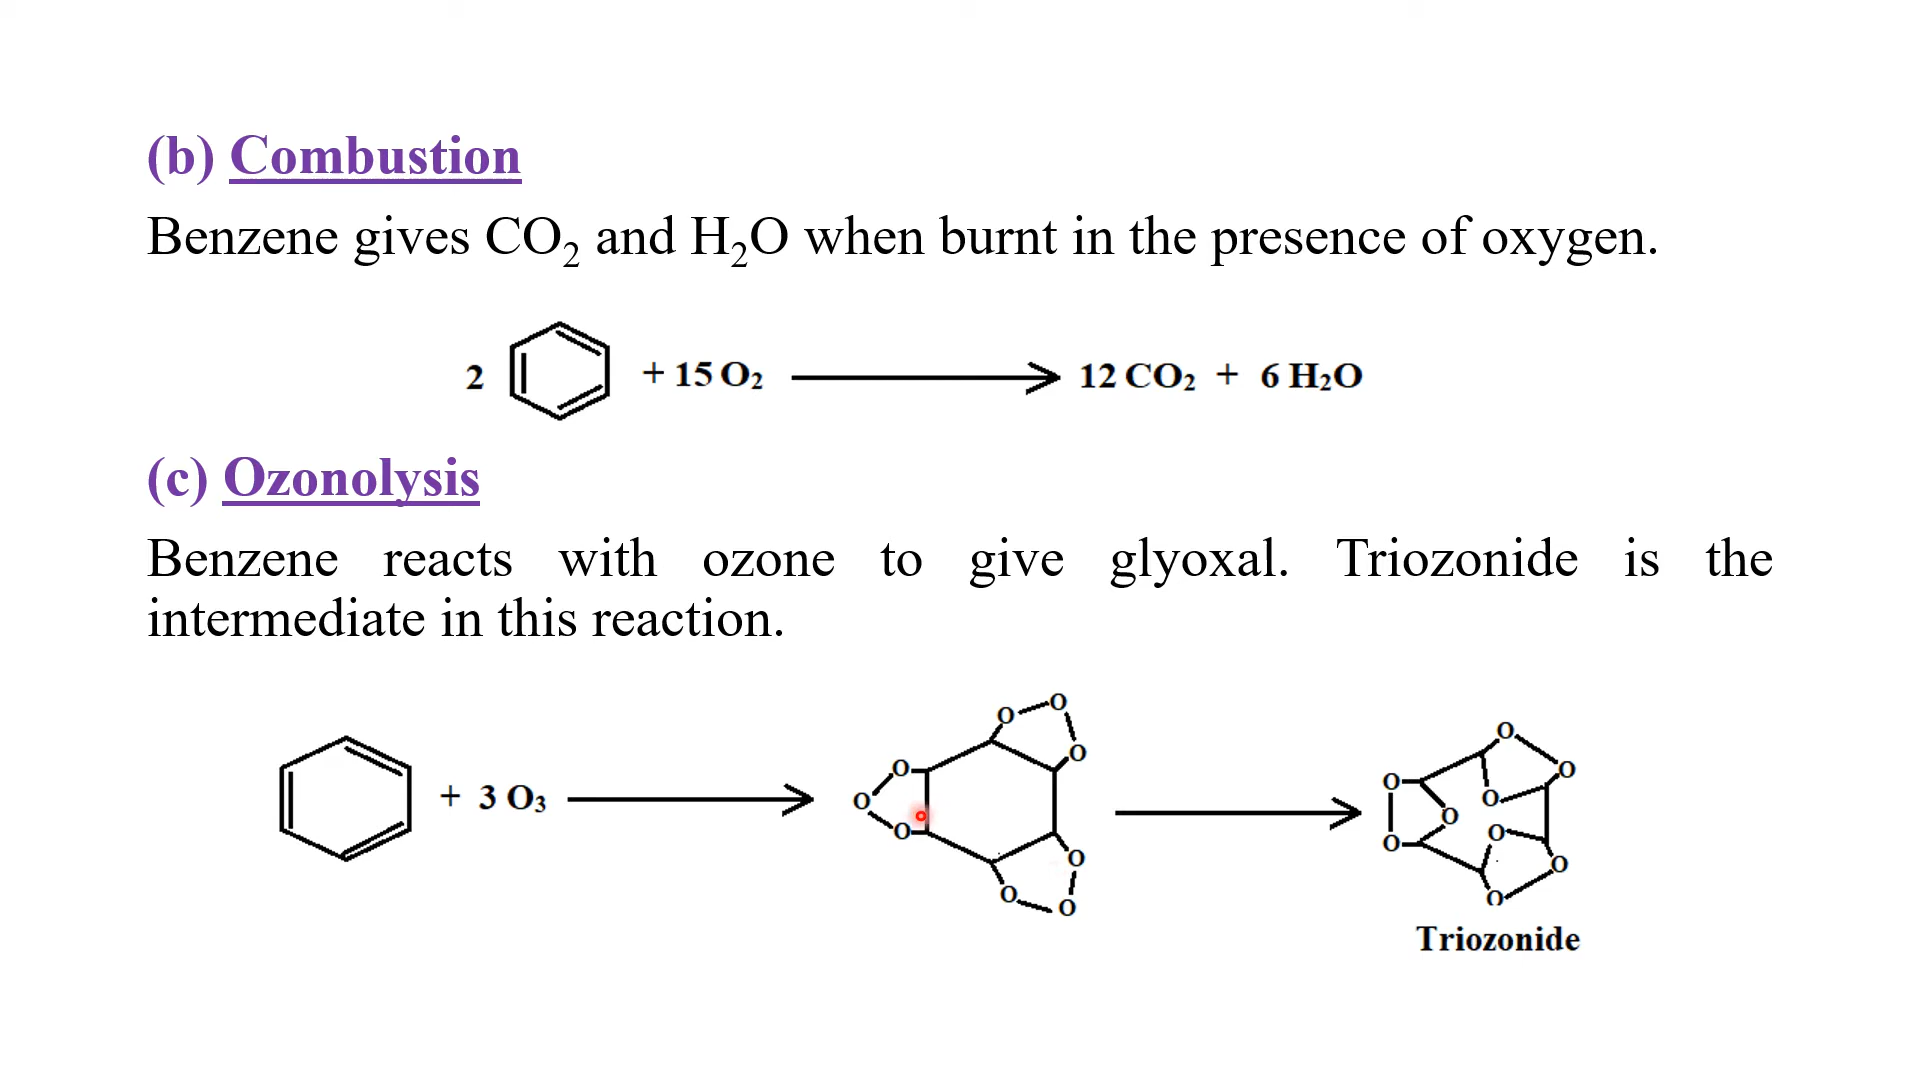 (b) Combustion
Benzene gives CO₂ and H₂O when burnt in the presence of oxygen.
2 + 15 O₂ 12 CO₂ + 6 H₂O
(c) Ozonolysis
Benzene reacts with ozone to give glyoxal. Triozonide is the
intermediate in this reaction.
+ 3 O₃
O O O
O O O
O O O
O O O
O O O
O O O
Triozonide